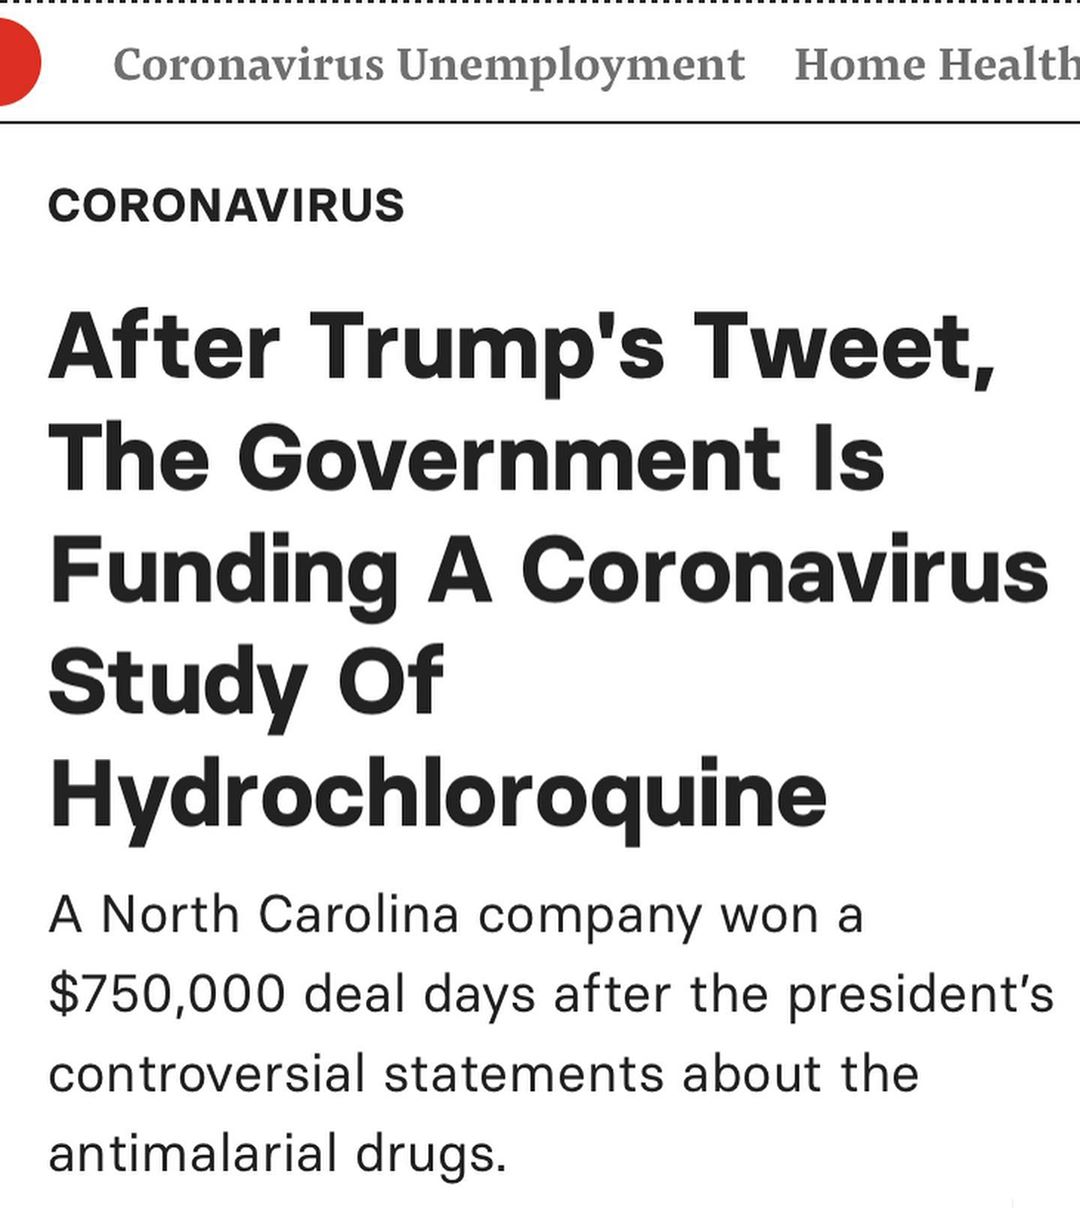 Coronavirus Unemployment Home Health
CORONAVIRUS
After Trump's Tweet,
The Government Is
Funding A Coronavirus
Study Of
Hydrochloroquine
A North Carolina company won a
$750,000 deal days after the president’s
controversial statements about the
antimalarial drugs.